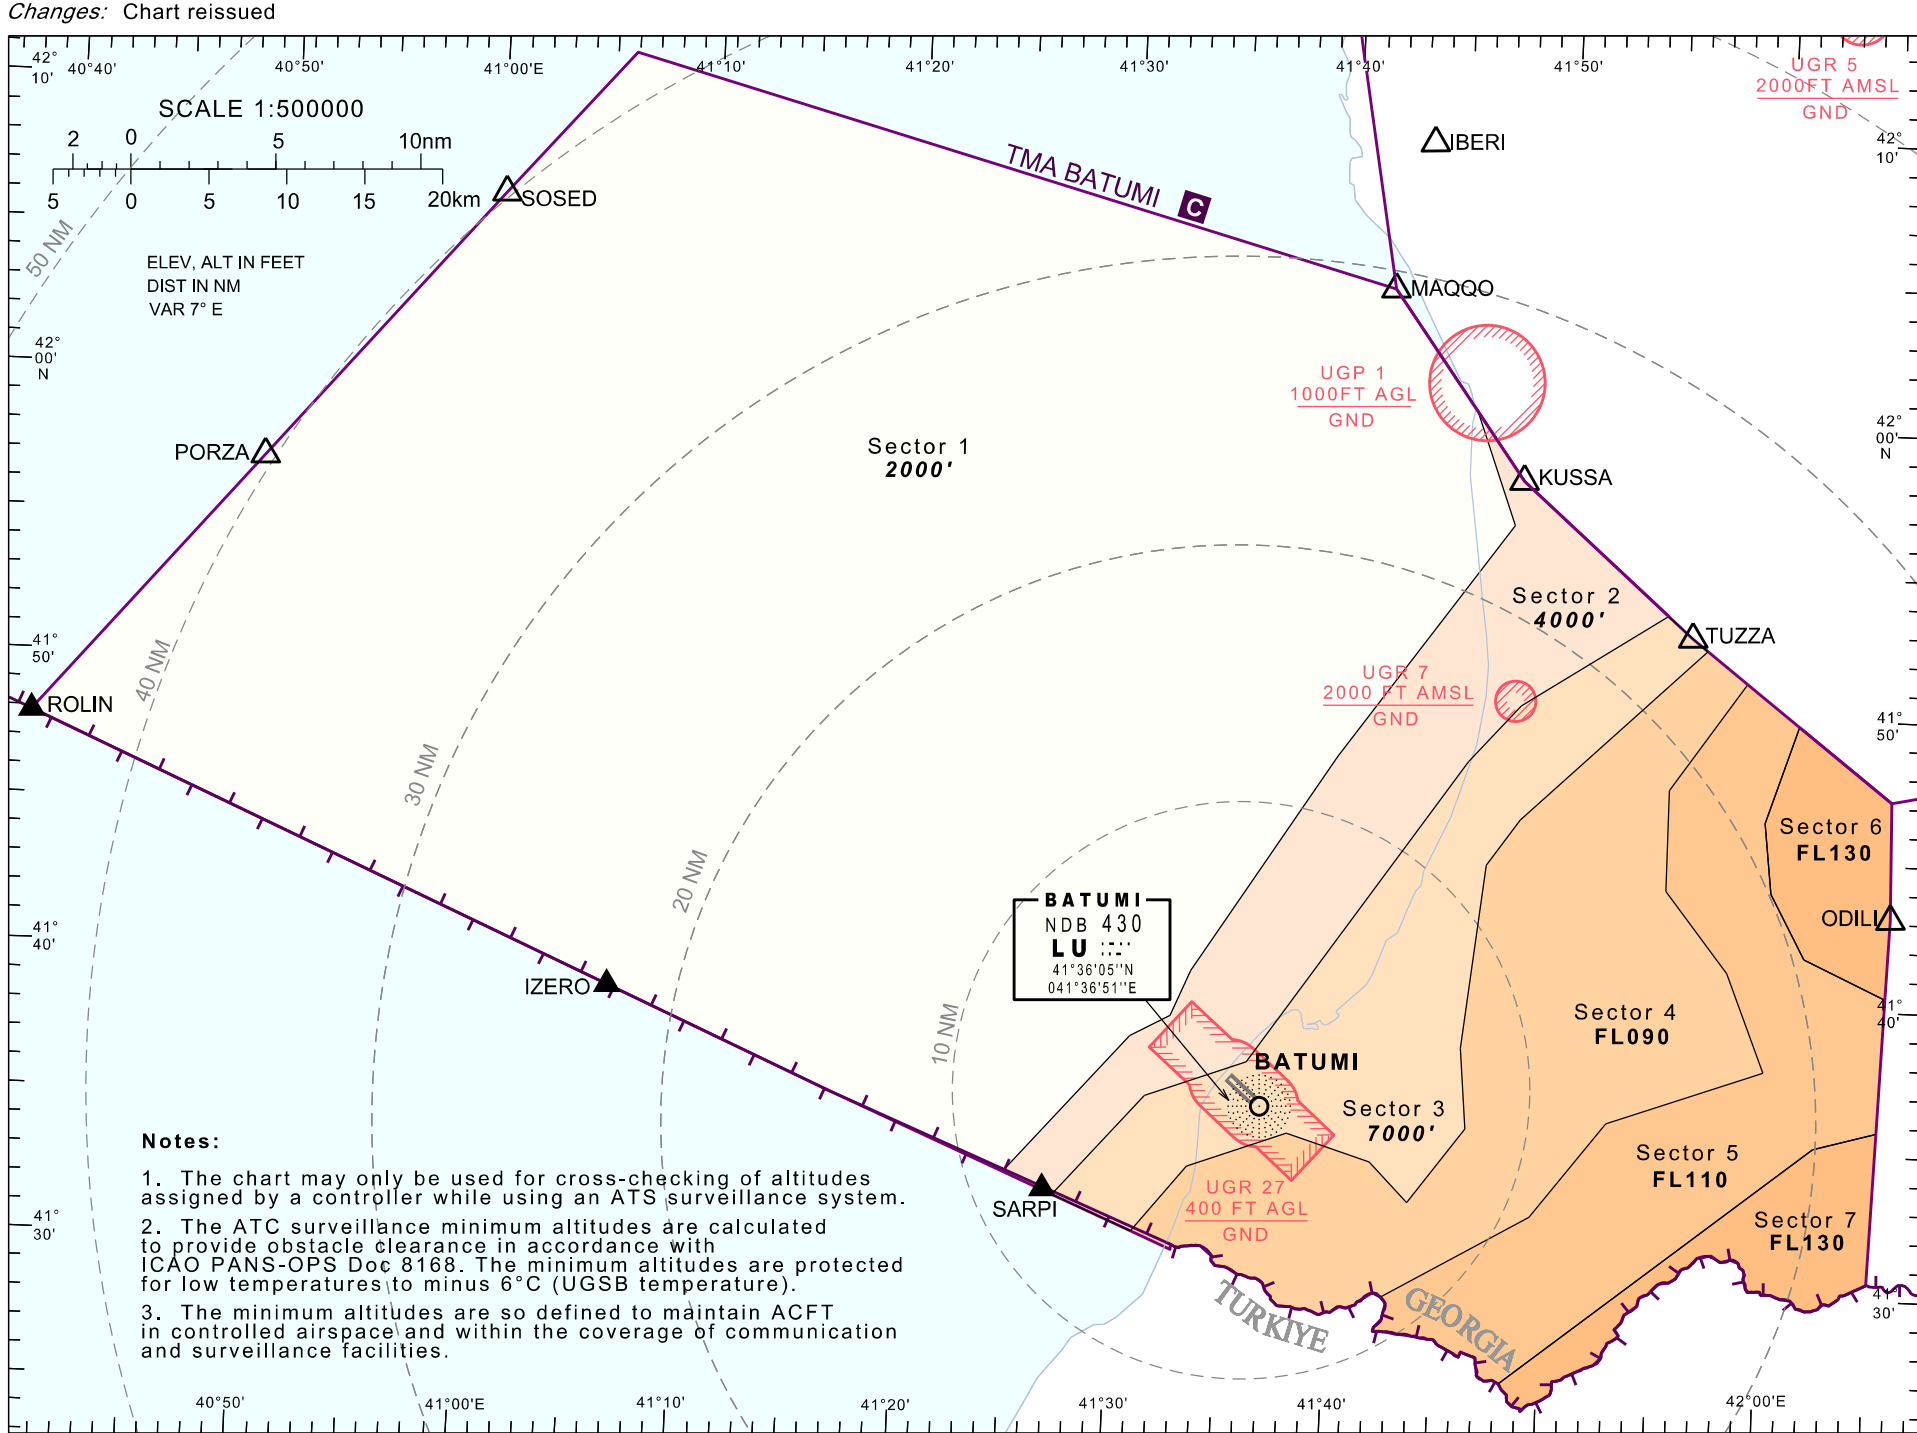 Changes: Chart reissued
42° 10'
40°40'
40°50'
41°00'E
41°10'
41°20'
41°30'
41°40'
41°50'
UGR 5
2000FT AMSL
GND
SCALE 1:500000
2 0 5 10nm
5 0 5 10 15 20km
42° 10'
IBERI
TMA BATUMI C
SOSED
50 NM
ELEV, ALT IN FEET
DIST IN NM
VAR 7° E
MAQQO
42° 00' N
UGP 1
1000FT AGL
GND
42° 00' N
PORZA
Sector 1
2000'
KUSSA
Sector 2
4000'
41° 50'
TUZZA
40 NM
UGR 7
2000 FT AMSL
GND
ROLIN
41° 50'
30 NM
20 NM
Sector 6
FL130
BATUMI
NDB 430
LU
41°36'05''N
041°36'51''E
ODILI
41° 40'
IZERO
10 NM
Sector 4
FL090
41° 40'
BATUMI
Sector 3
7000'
Notes:
1. The chart may only be used for cross-checking of altitudes
assigned by a controller while using an ATS surveillance system.
2. The ATC surveillance minimum altitudes are calculated
to provide obstacle clearance in accordance with
ICAO PANS-OPS Doc 8168. The minimum altitudes are protected
for low temperatures to minus 6°C (UGSB temperature).
3. The minimum altitudes are so defined to maintain ACFT
in controlled airspace and within the coverage of communication
and surveillance facilities.
Sector 5
FL110
SARPI
UGR 27
400 FT AGL
GND
41° 30'
Sector 7
FL130
TURKIYE
GEORGIA
41° 30'
40°50'
41°00'E
41°10'
41°20'
41°30'
41°40'
42°00'E